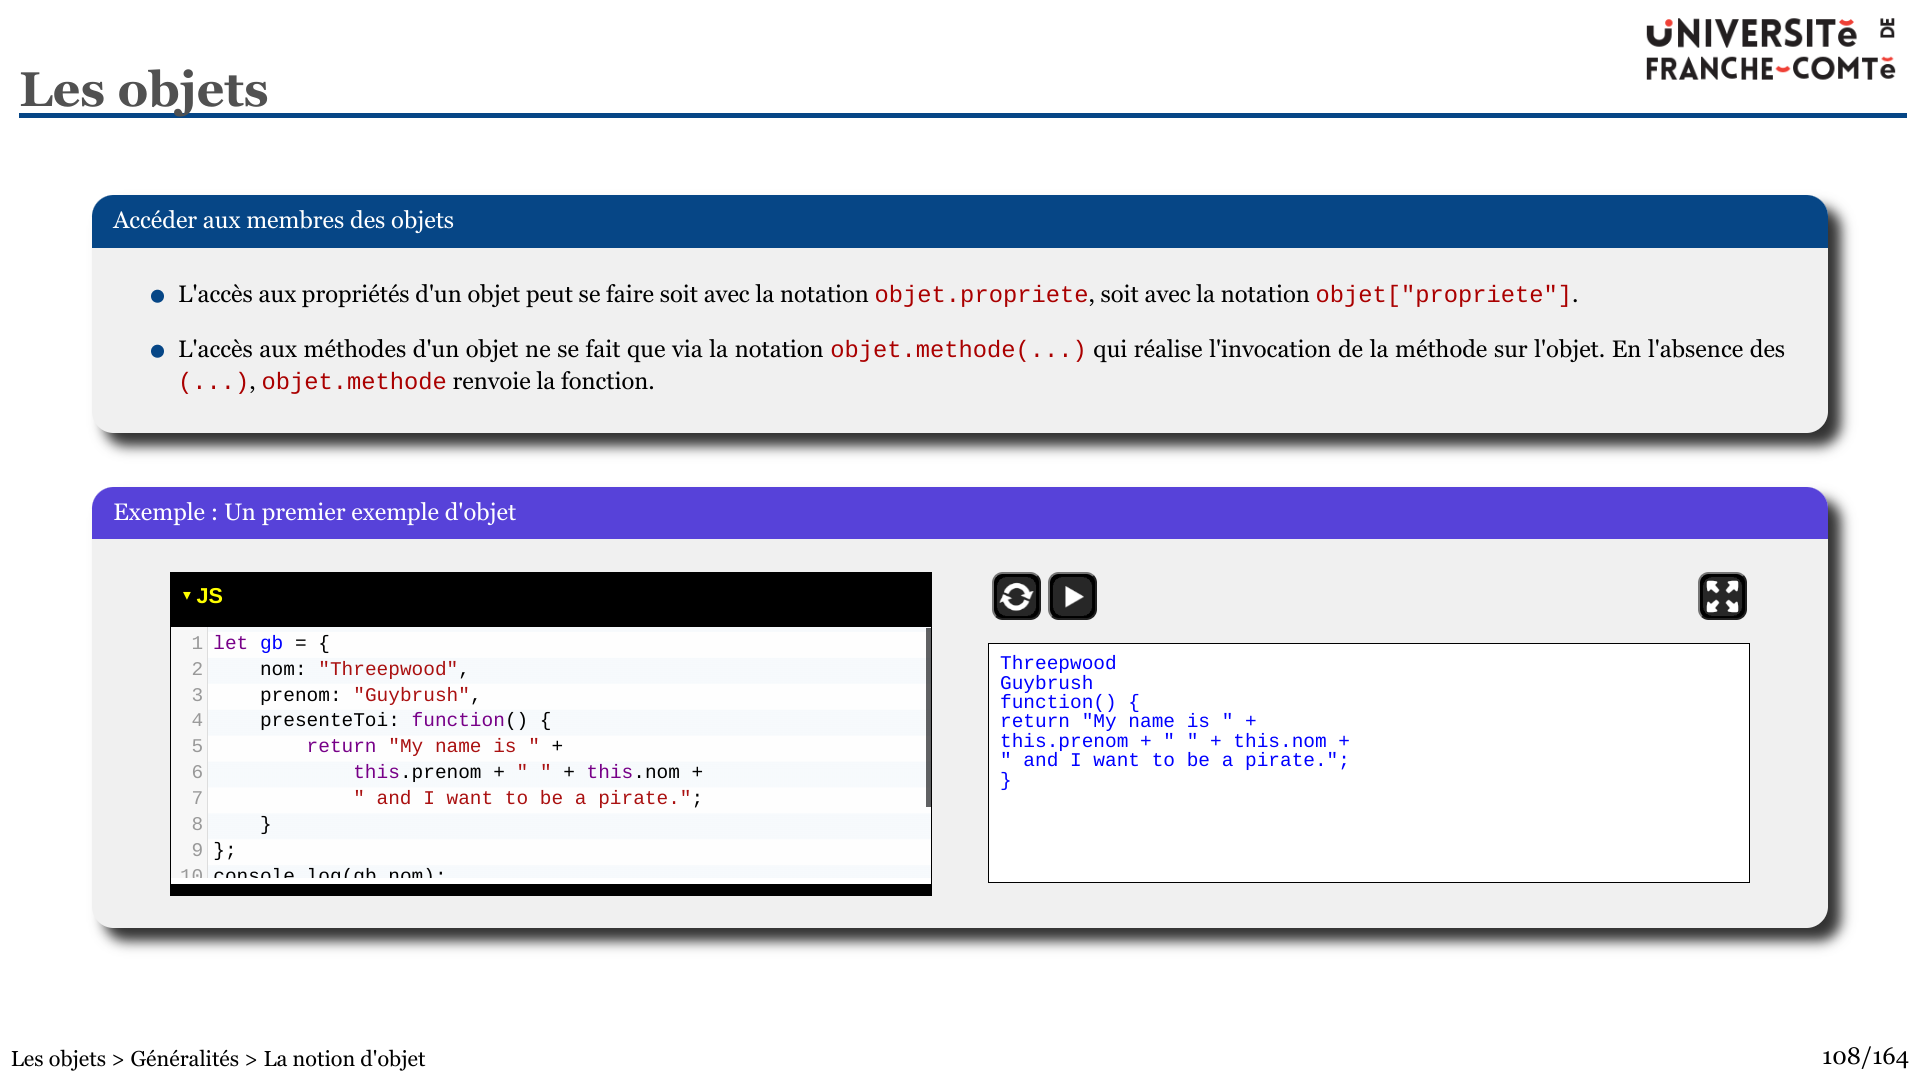 UNIVERSITĕ DE
FRANCHE-COMTĕ
Les objets
Accéder aux membres des objets
L'accès aux propriétés d'un objet peut se faire soit avec la notation objet.propriete, soit avec la notation objet["propriete"].
L'accès aux méthodes d'un objet ne se fait que via la notation objet.methode(...) qui réalise l'invocation de la méthode sur l'objet. En l'absence des
(...), objet.methode renvoie la fonction.
Exemple : Un premier exemple d'objet
▼ JS
1 let gb = {
2     nom: "Threepwood",
3     prenom: "Guybrush",
4     presenteToi: function() {
5         return "My name is " +
6             this.prenom + " " + this.nom +
7             " and I want to be a pirate.";
8     }
9 };
10 console.log(gb.nom);
Threepwood
Guybrush
function() {
return "My name is " +
this.prenom + " " + this.nom +
" and I want to be a pirate.";
}
Les objets > Généralités > La notion d'objet
108/164